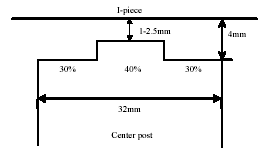 I-piece
1-2.5mm
4mm
30% 40% 30%
32mm
Center post